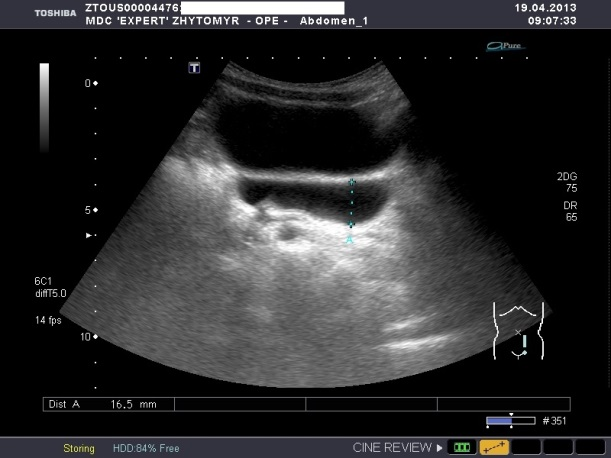 TOSHIBA
ZTOUS00004476
19.04.2013
MDC 'EXPERT' ZHYTOMYR - OPE - Abdomen_1
09:07:33
aPure
T
0
2DG
75
DR
65
5
A
6C1
diffT5.0
14 fps
10
Dist A 16.5 mm
#351
Storing HDD:84% Free CINE REVIEW